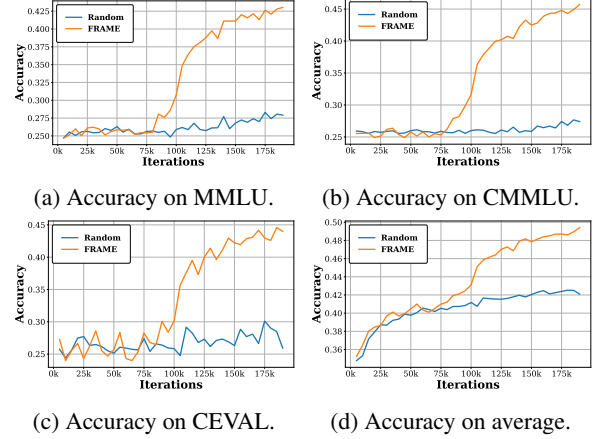 Random
FRAME
Accuracy
0.425
0.400
0.375
0.350
0.325
0.300
0.275
0.250
0k 25k 50k 75k 100k 125k 150k 175k
Iterations
(a) Accuracy on MMLU.
Random
FRAME
Accuracy
0.45
0.40
0.35
0.30
0.25
0k 25k 50k 75k 100k 125k 150k 175k
Iterations
(b) Accuracy on CMMLU.
Random
FRAME
Accuracy
0.45
0.40
0.35
0.30
0.25
0k 25k 50k 75k 100k 125k 150k 175k
Iterations
(c) Accuracy on CEVAL.
Random
FRAME
Accuracy
0.50
0.48
0.46
0.44
0.42
0.40
0.38
0.36
0k 25k 50k 75k 100k 125k 150k 175k
Iterations
(d) Accuracy on average.